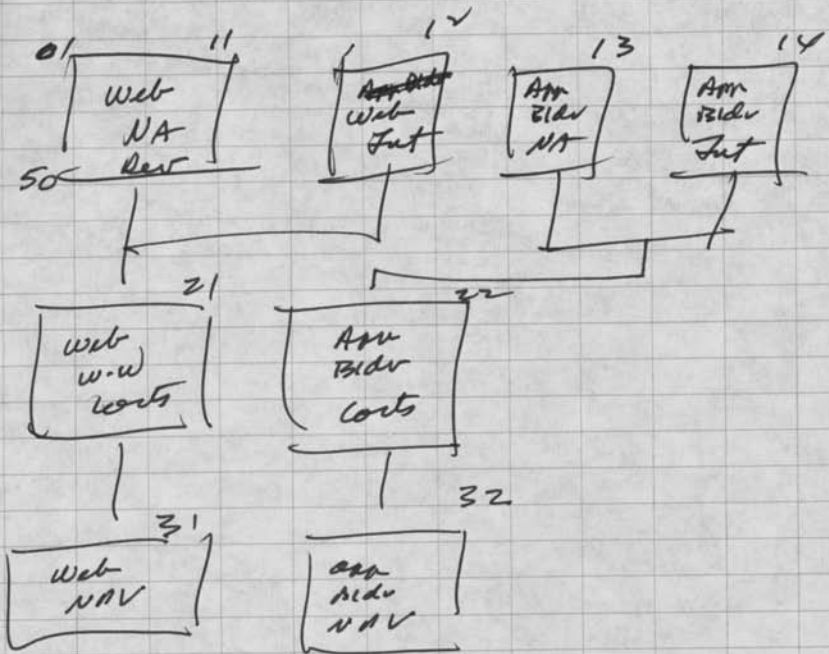 01 11 12 13 14
Web
NA
Rev
50
Web
Int
App
Bldr
NA
App
Bldr
Int
21 22
Web
W-W
Costs
App
Bldr
Costs
31 32
Web
NAV
App
Bldr
NAV